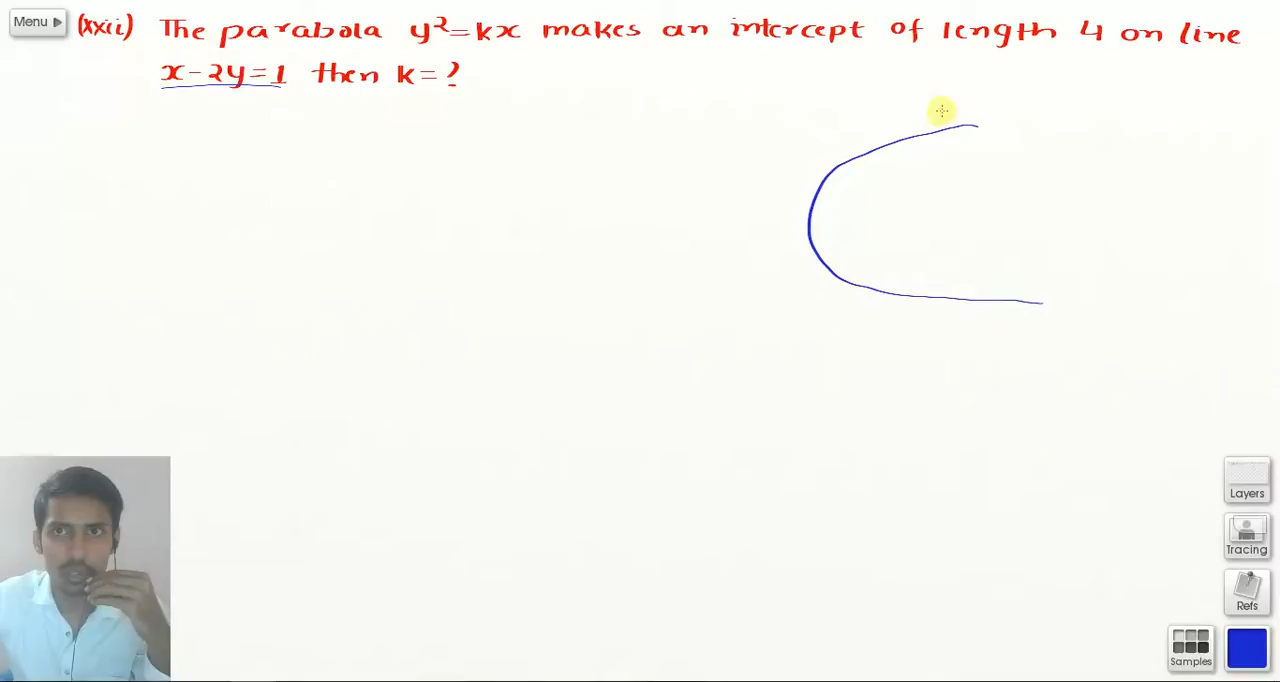 Menu
(xxii) The parabola y²=kx makes an intercept of length 4 on line
x-2y=1 then k=?
Layers
Tracing
Refs
Samples